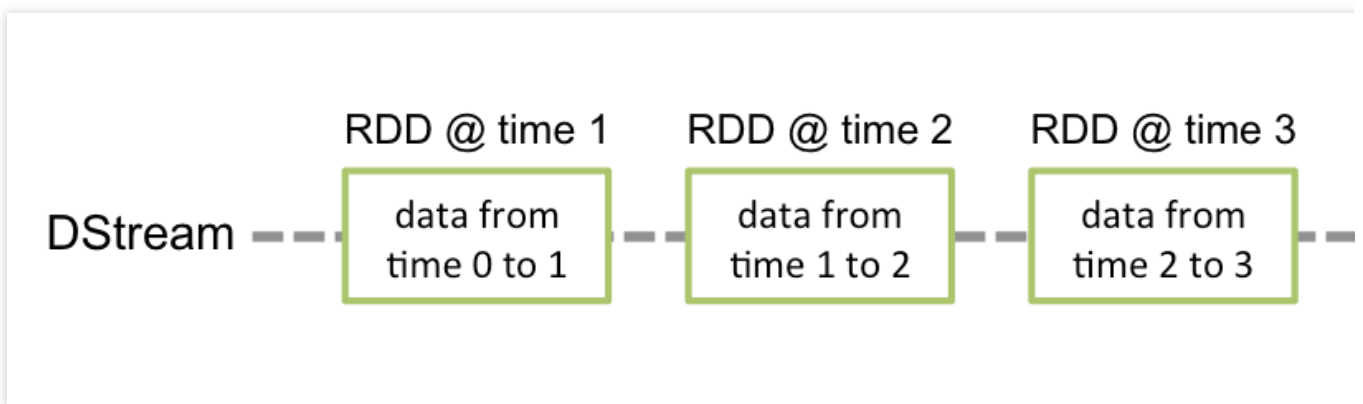 RDD @ time 1 RDD @ time 2 RDD @ time 3
DStream
data from
time 0 to 1
data from
time 1 to 2
data from
time 2 to 3